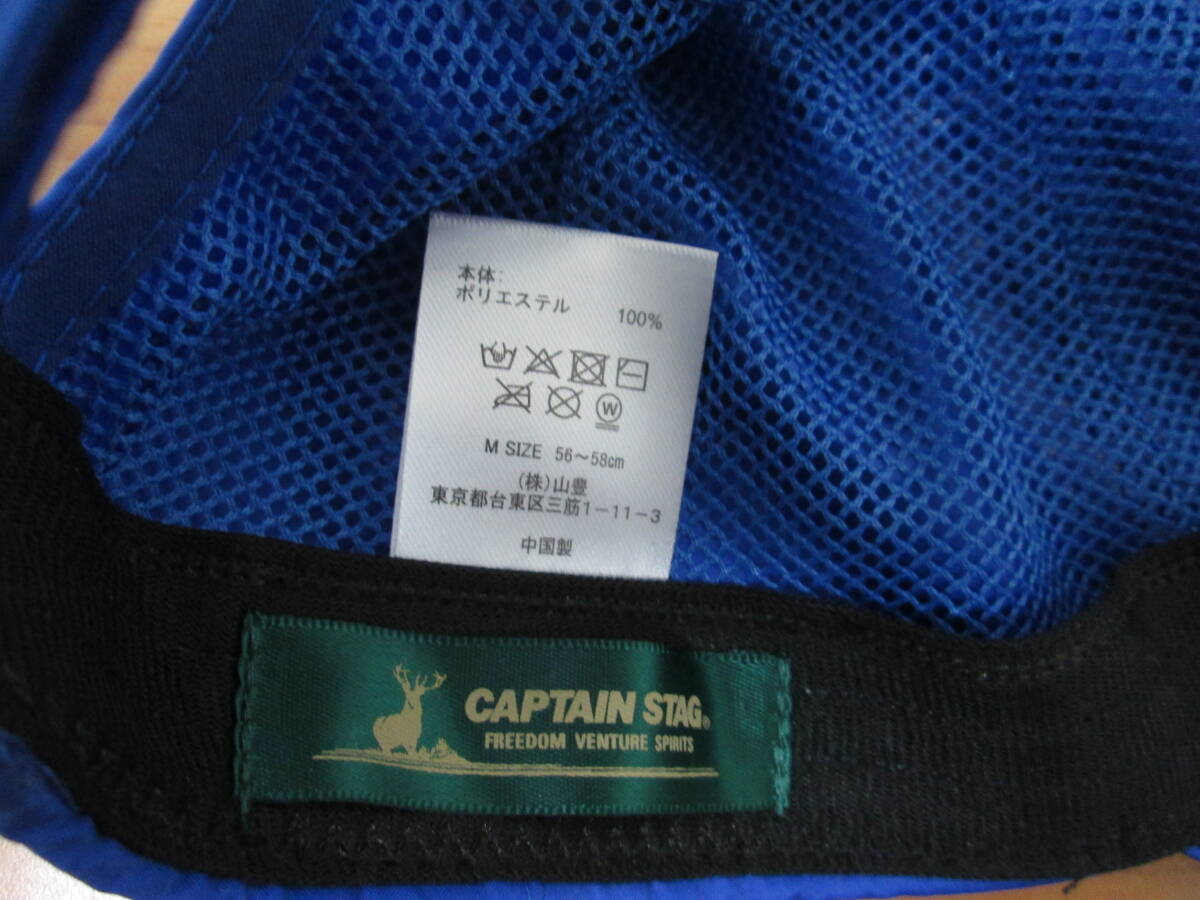 本体:
ポリエステル 100%
W
M SIZE 56～58cm
(株)山豊
東京都台東区三筋1－11－3
中国製
CAPTAIN STAG®
FREEDOM VENTURE SPIRITS